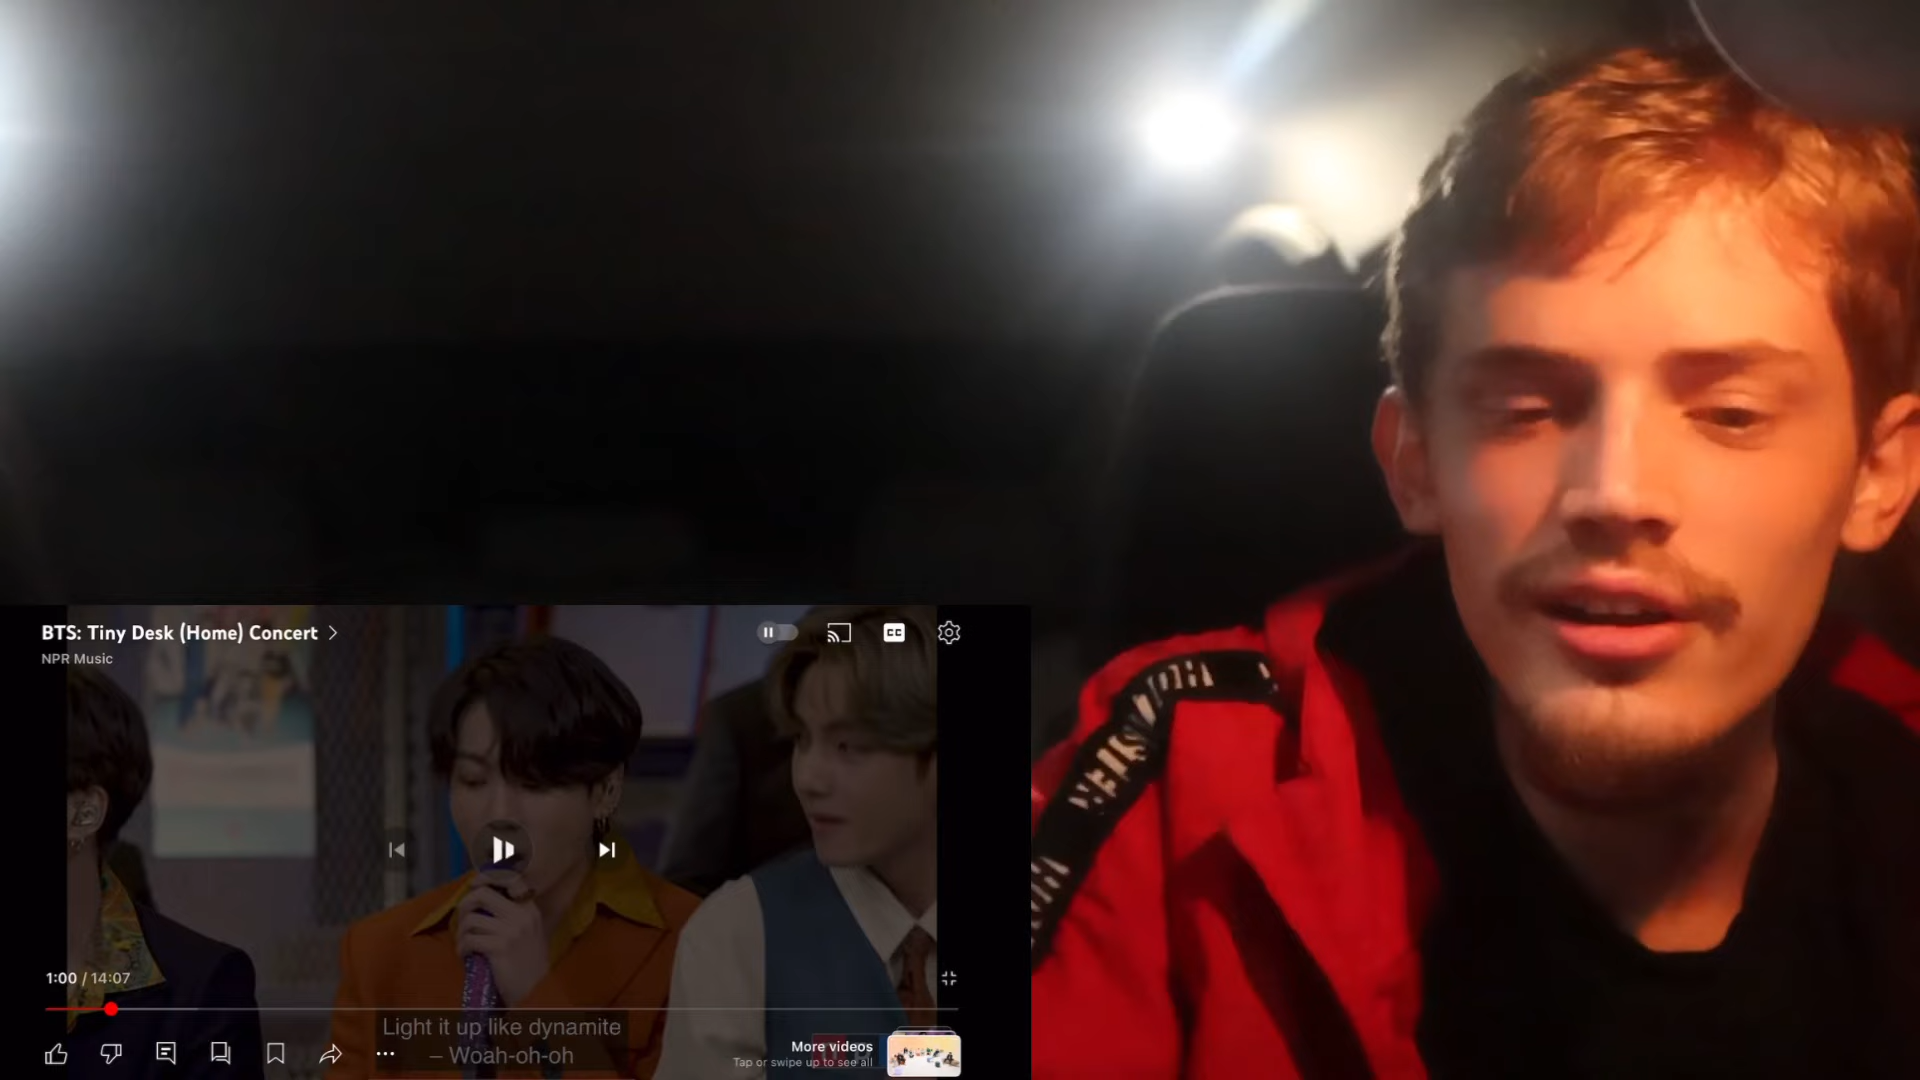 BTS: Tiny Desk (Home) Concert
NPR Music
CC
1:00 / 14:07
Light it up like dynamite
– Woah-oh-oh
More videos
Tap or swipe up to see all